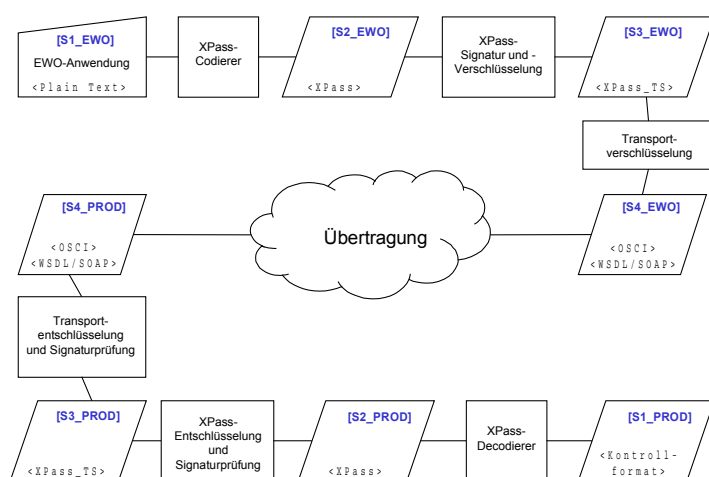 [S1_EWO]
EWO-Anwendung
<Plain Text>
XPass-
Codierer
[S2_EWO]
<XPass>
XPass-
Signatur und -
Verschlüsselung
[S3_EWO]
<XPass_TS>
Transport-
verschlüsselung
[S4_PROD]
<OSCI>
<WSDL/SOAP>
Übertragung
[S4_EWO]
<OSCI>
<WSDL/SOAP>
Transport-
entschlüsselung
und Signaturprüfung
[S3_PROD]
<XPass_TS>
XPass-
Entschlüsselung
und
Signaturprüfung
[S2_PROD]
<XPass>
XPass-
Decodierer
[S1_PROD]
<Kontroll-
format>